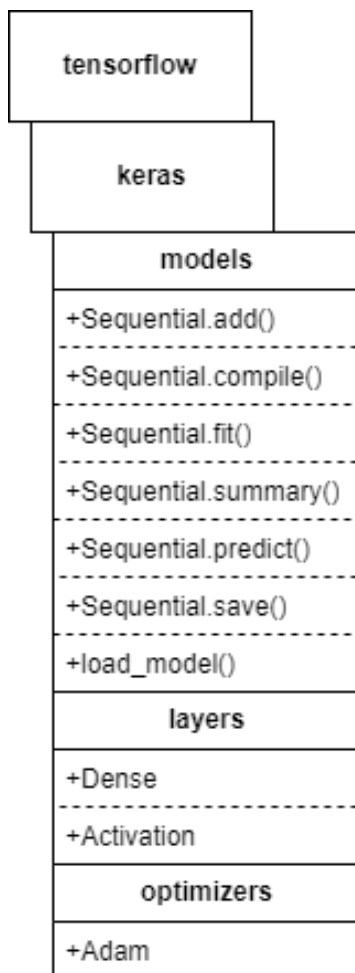 tensorflow
keras
models
+Sequential.add()
+Sequential.compile()
+Sequential.fit()
+Sequential.summary()
+Sequential.predict()
+Sequential.save()
+load_model()
layers
+Dense
+Activation
optimizers
+Adam